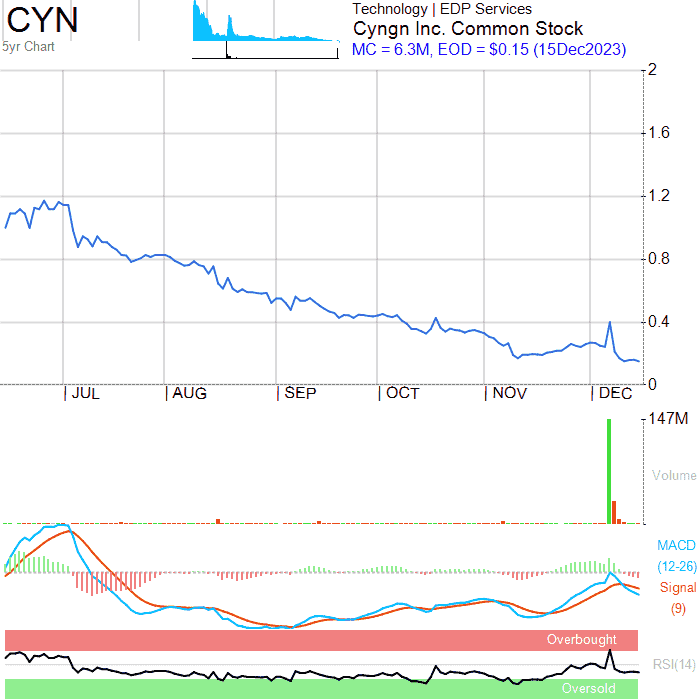 CYN
5yr Chart
Technology | EDP Services
Cyngn Inc. Common Stock
MC = 6.3M, EOD = $0.15 (15Dec2023)
2
1.6
1.2
0.8
0.4
0
JUL AUG SEP OCT NOV DEC
147M
Volume
MACD
(12-26)
Signal
(9)
Overbought
RSI(14)
Oversold